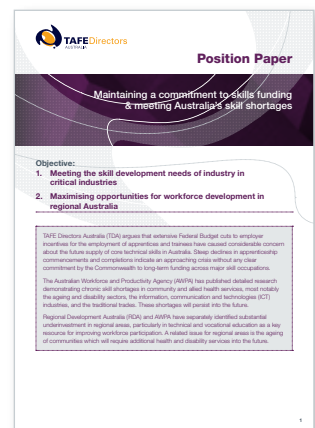 TAFEDirectors
AUSTRALIA
Position Paper
Maintaining a commitment to skills funding
& meeting Australia's skill shortages
Objective:
1. Meeting the skill development needs of industry in
critical industries
2. Maximising opportunities for workforce development in
regional Australia
TAFE Directors Australia (TDA) argues that extensive Federal Budget cuts to employer
incentives for the employment of apprentices and trainees have caused considerable concern
about the future supply of core technical skills in Australia. Steep declines in apprenticeship
commencements and completions indicate an approaching crisis without any clear
commitment by the Commonwealth to long-term funding across major skill occupations.
The Australian Workforce and Productivity Agency (AWPA) has published detailed research
demonstrating chronic skill shortages in community and allied health services, most notably
the ageing and disability sectors, the information, communication and technologies (ICT)
industries, and the traditional trades. These shortages will persist into the future.
Regional Development Australia (RDA) and AWPA have separately identified substantial
underinvestment in regional areas, particularly in technical and vocational education as a key
resource for improving workforce participation. A related issue for regional areas is the ageing
of communities which will require additional health and disability services into the future.
1